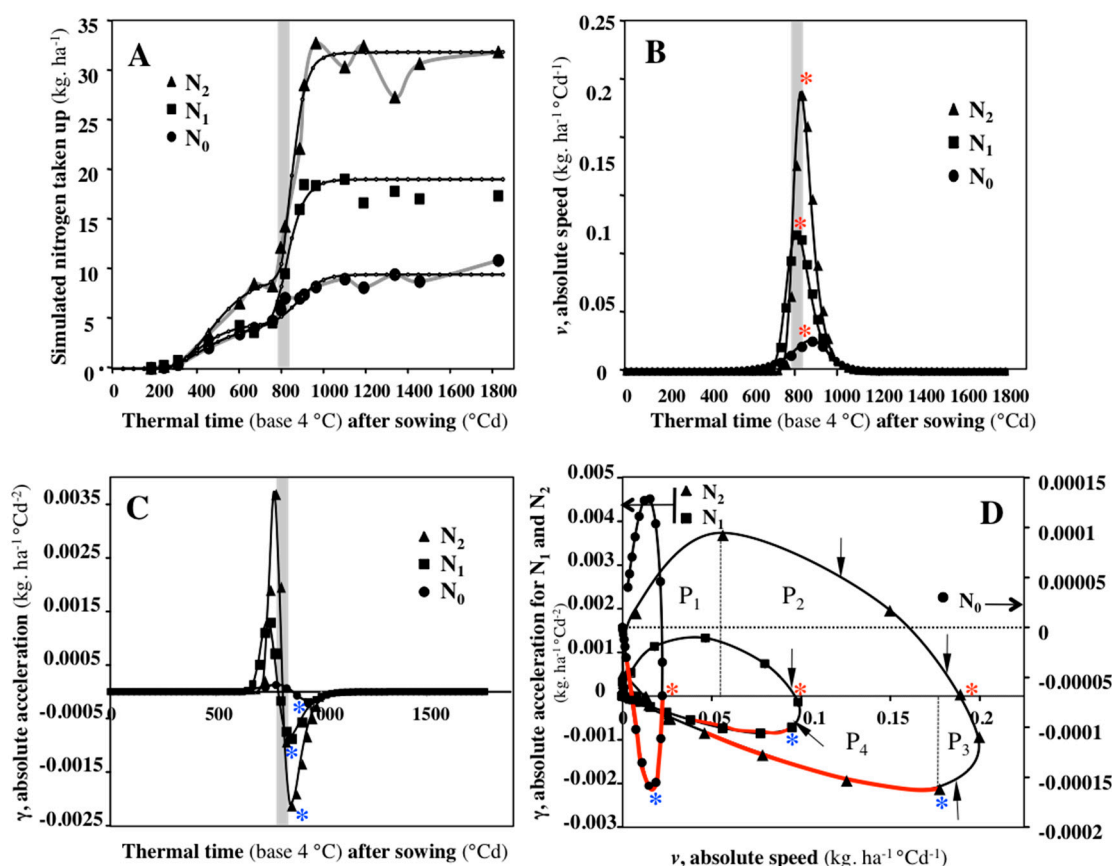 A
35
30
25
20
15
10
5
0
N2
N1
N0
Simulated nitrogen taken up (kg. ha-1)
0 200 400 600 800 1000 1200 1400 1600 1800
Thermal time (base 4 °C) after sowing (°Cd)
B
0.25
0.2
0.15
0.1
0.05
0
*
*
*
N2
N1
N0
v, absolute speed (kg. ha-1 °Cd-1)
0 200 400 600 800 1000 1200 1400 1600 1800
Thermal time (base 4 °C) after sowing (°Cd)
C
0.0035
0.0025
0.0015
0.0005
-0.0005
-0.0015
-0.0025
N2
N1
N0
*
*
*
γ, absolute acceleration (kg. ha-1 °Cd-2)
0 500 1000 1500
Thermal time (base 4 °C) after sowing (°Cd)
D
0.005
0.004
0.003
0.002
0.001
0
-0.001
-0.002
-0.003
N2
N1
N0
P1
P2
P4
P3
*
*
*
*
*
*
0.00015
0.0001
0.00005
0
-0.00005
-0.0001
-0.00015
-0.0002
γ, absolute acceleration for N1 and N2
(kg. ha-1 °Cd-2)
0 0.05 0.1 0.15 0.2
v, absolute speed (kg. ha-1 °Cd-1)